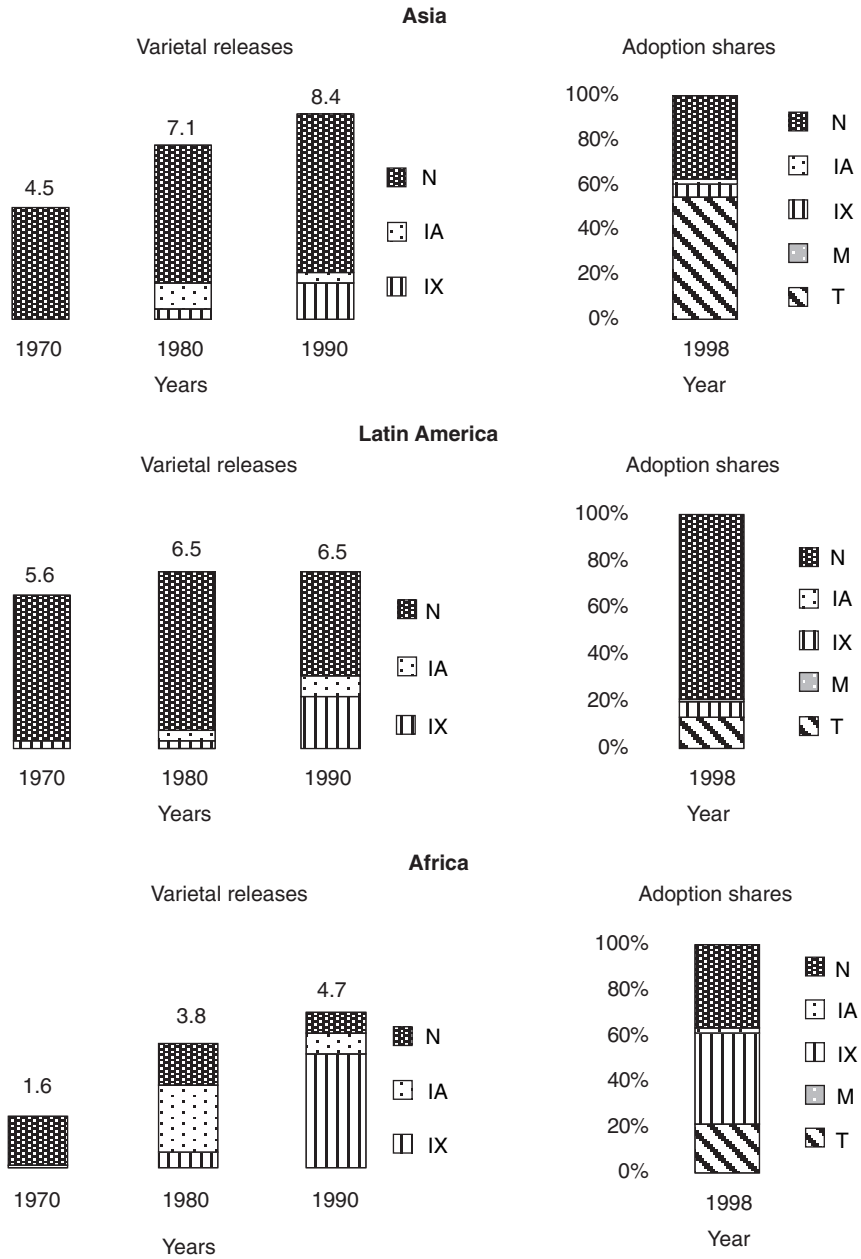 Asia
Varietal releases
Adoption shares
8.4
7.1
4.5
N
IA
IX
1970
1980
1990
Years
100%
80%
60%
40%
20%
0%
N
IA
IX
M
T
1998
Year
Latin America
Varietal releases
Adoption shares
5.6
6.5
6.5
N
IA
IX
1970
1980
1990
Years
100%
80%
60%
40%
20%
0%
N
IA
IX
M
T
1998
Year
Africa
Varietal releases
Adoption shares
4.7
3.8
1.6
N
IA
IX
1970
1980
1990
Years
100%
80%
60%
40%
20%
0%
N
IA
IX
M
T
1998
Year